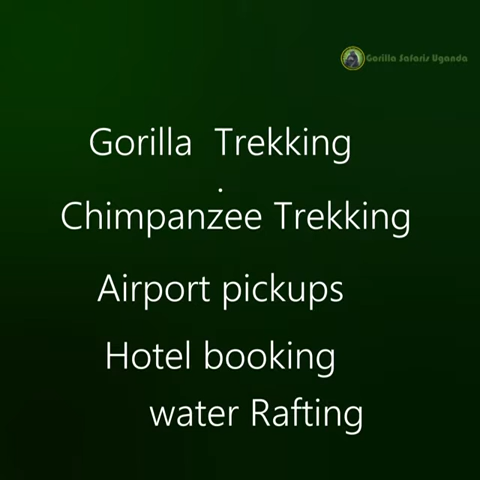 Gorilla Safaris Uganda
Gorilla Trekking
.
Chimpanzee Trekking
Airport pickups
Hotel booking
water Rafting